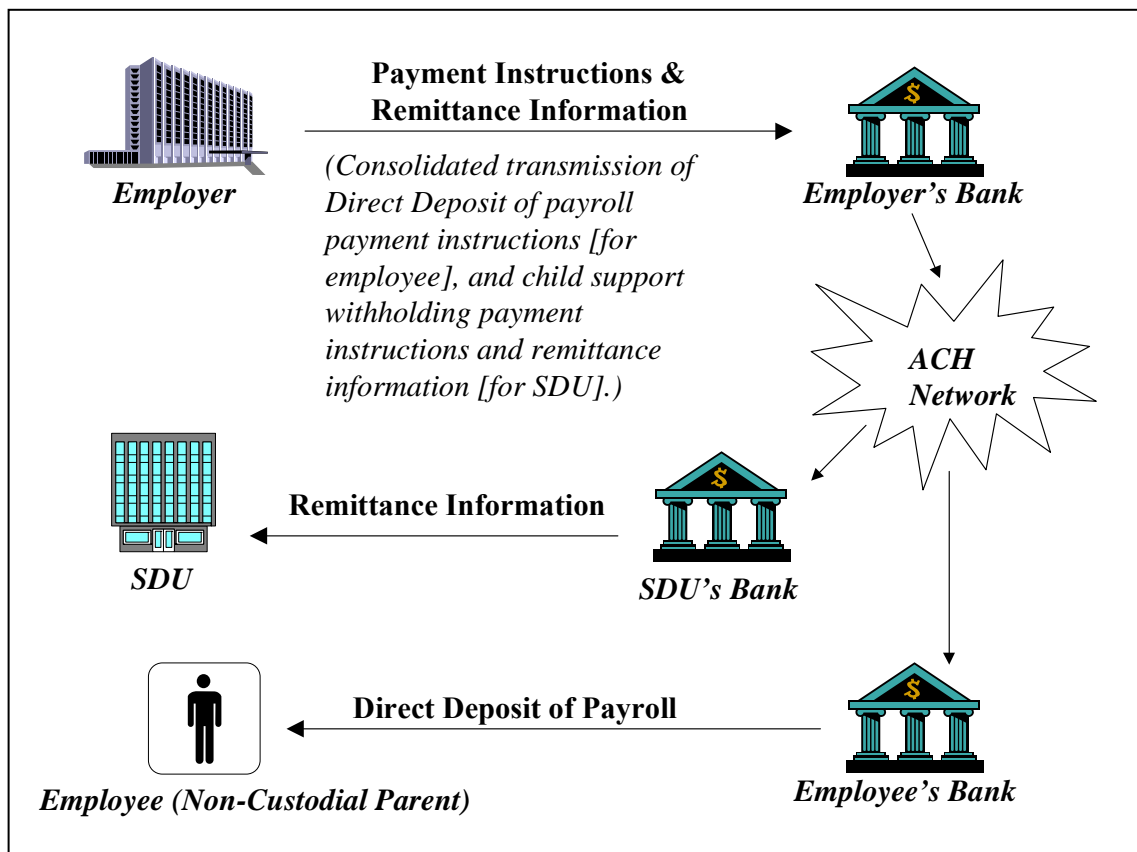 Payment Instructions &
Remittance Information
Employer
(Consolidated transmission of
Direct Deposit of payroll
payment instructions [for
employee], and child support
withholding payment
instructions and remittance
information [for SDU].)
$
Employer's Bank
ACH
Network
SDU
Remittance Information
$
SDU's Bank
Direct Deposit of Payroll
Employee (Non-Custodial Parent)
$
Employee's Bank